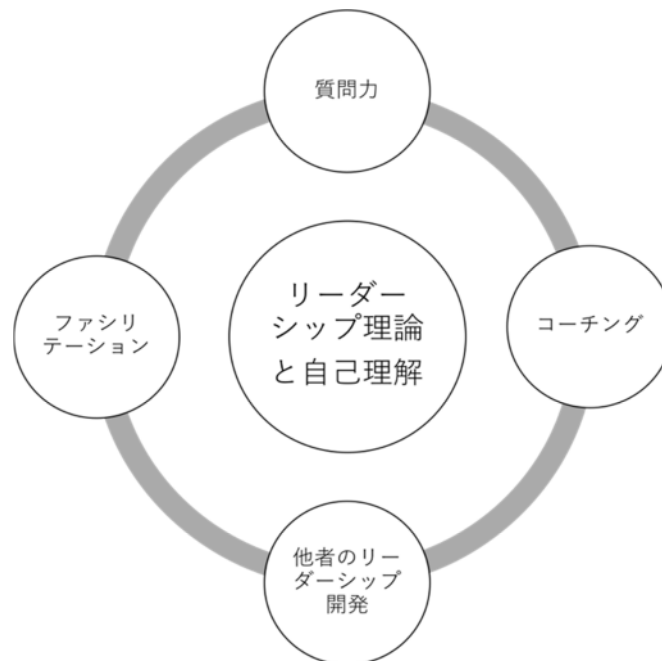 質問力
リーダー
シップ理論
と自己理解
ファシリ
テーション
コーチング
他者のリー
ダーシップ
開発